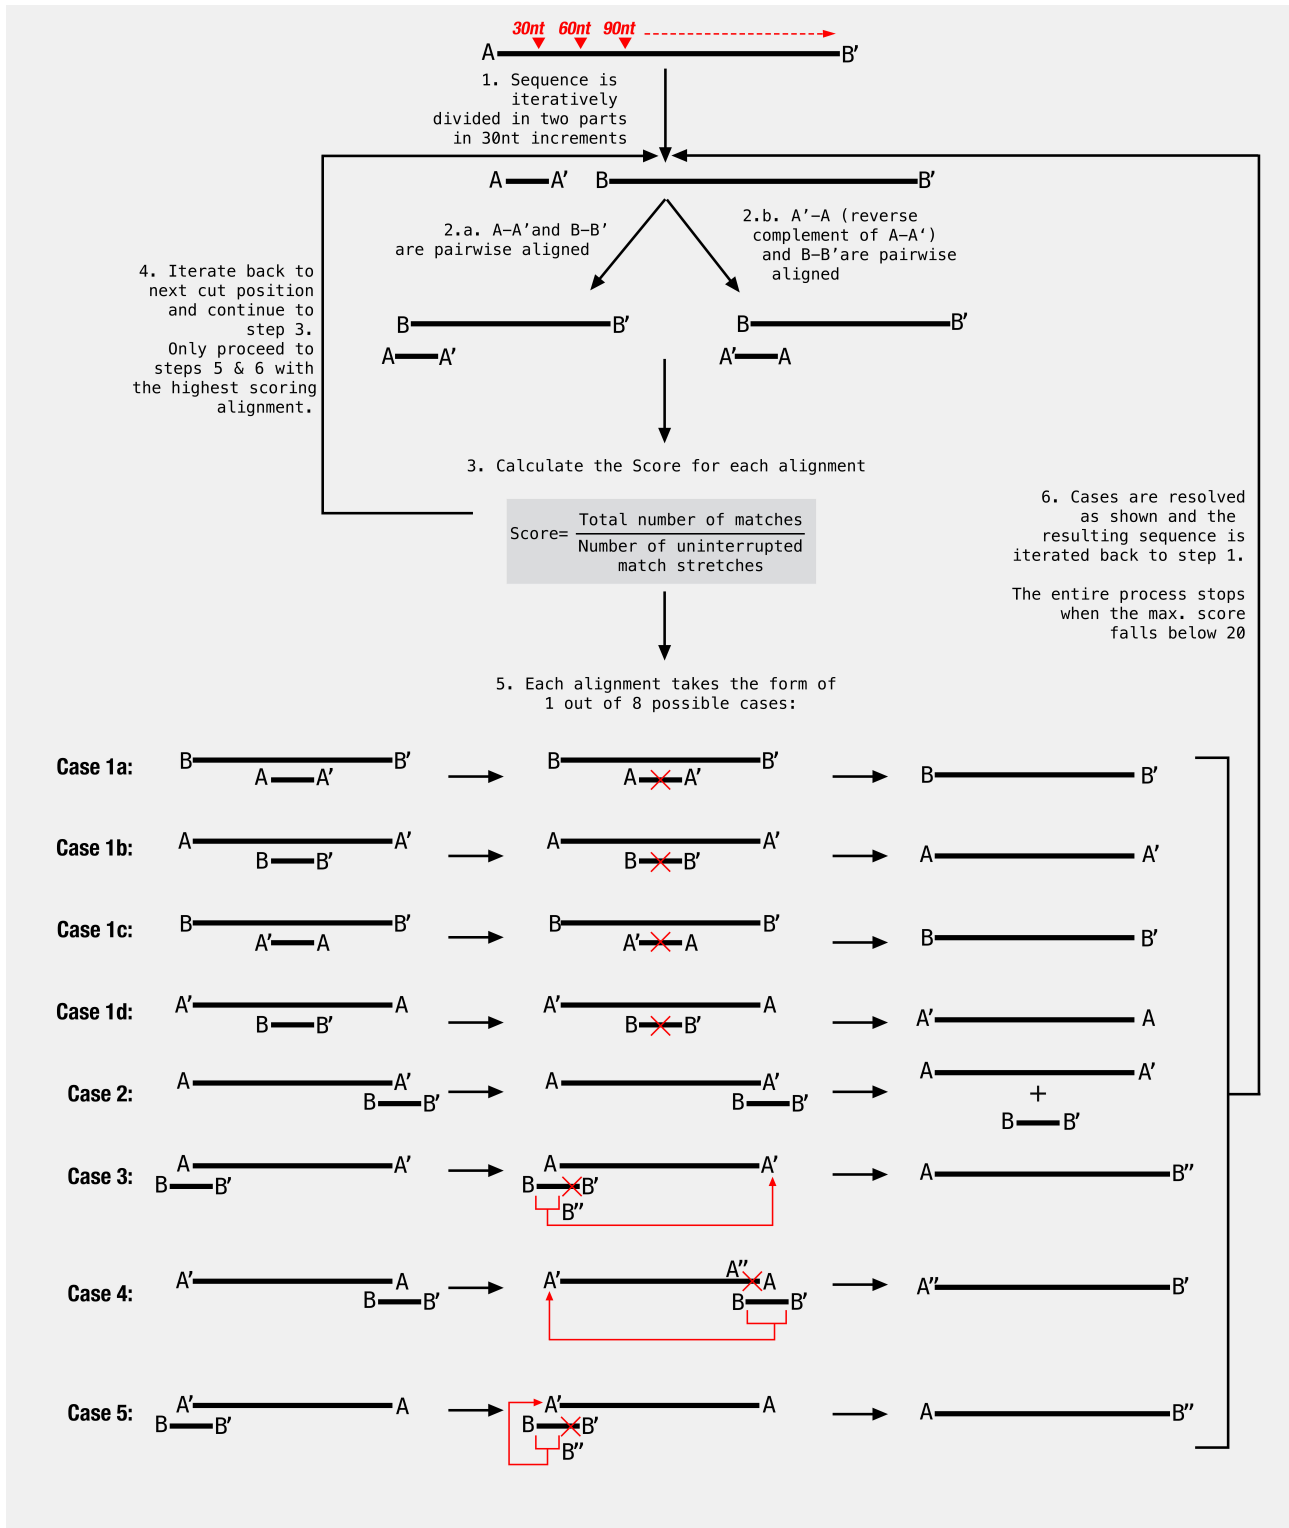 30nt 60nt 90nt
A B’
1. Sequence is
iteratively
divided in two parts
in 30nt increments
A A’ B B’
2.a. A–A’and B–B’
are pairwise aligned
2.b. A’–A (reverse
complement of A–A‘)
and B–B’are pairwise
aligned
B B’ B B’
A A’ A’ A
4. Iterate back to
next cut position
and continue to
step 3.
Only proceed to
steps 5 & 6 with
the highest scoring
alignment.
3. Calculate the Score for each alignment
Score= Total number of matches
Number of uninterrupted
match stretches
6. Cases are resolved
as shown and the
resulting sequence is
iterated back to step 1.
The entire process stops
when the max. score
falls below 20
5. Each alignment takes the form of
1 out of 8 possible cases:
Case 1a: B B’ B B’ B B’
A A’ A A’
Case 1b: A A’ A A’ A A’
B B’ B B’
Case 1c: B B’ B B’ B B’
A’ A A’ A
Case 1d: A’ A A’ A A’ A
B B’ B B’
Case 2: A A’ A A’ A A’
B B’ B B’ + B B’
Case 3: A A’ A A’ A B’’
B B’ B B’
B’’
Case 4: A’ A A’ A’’ A A’’ B’
B B’ B B’
Case 5: A’ A A’ A A B’’
B B’ B B’
B’’